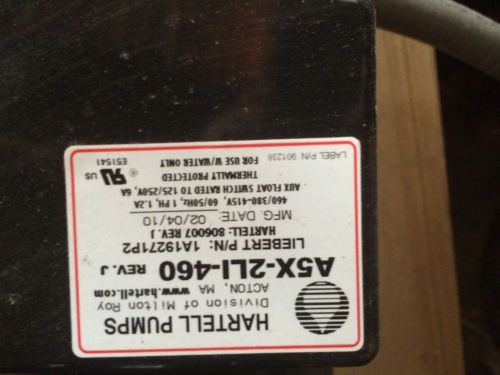 HARTELL PUMPS
Division of Milton Roy
ACTON, MA www.hartell.com
A5X-2LI-460 REV. J
LIEBERT P/N: 1A19271P2
HARTELL: 806007 REV. J
MFG. DATE: 02/04/10
460/380-415V, 60/50Hz, 1 PH, 1.2A
AUX FLOAT SWITCH RATED TO 125/250V, 6A
THERMALLY PROTECTED
FOR USE W/WATER ONLY
LABEL P/N 901238
UR US
E51541